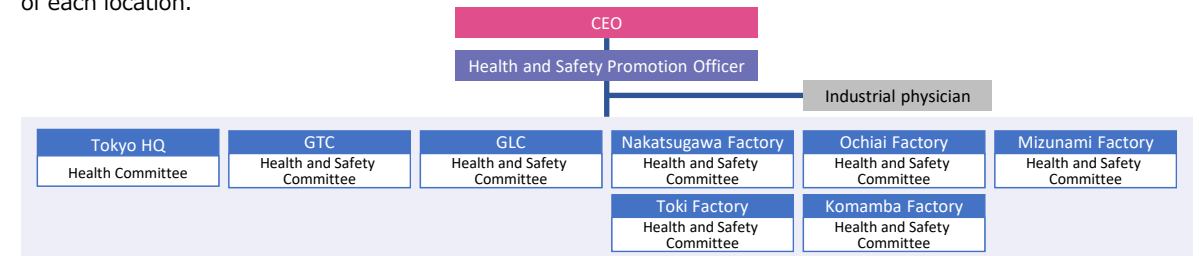 of each location.
CEO
Health and Safety Promotion Officer
Industrial physician
Tokyo HQ
Health Committee
GTC
Health and Safety
Committee
GLC
Health and Safety
Committee
Nakatsugawa Factory
Health and Safety
Committee
Ochiai Factory
Health and Safety
Committee
Mizunami Factory
Health and Safety
Committee
Toki Factory
Health and Safety
Committee
Komamba Factory
Health and Safety
Committee